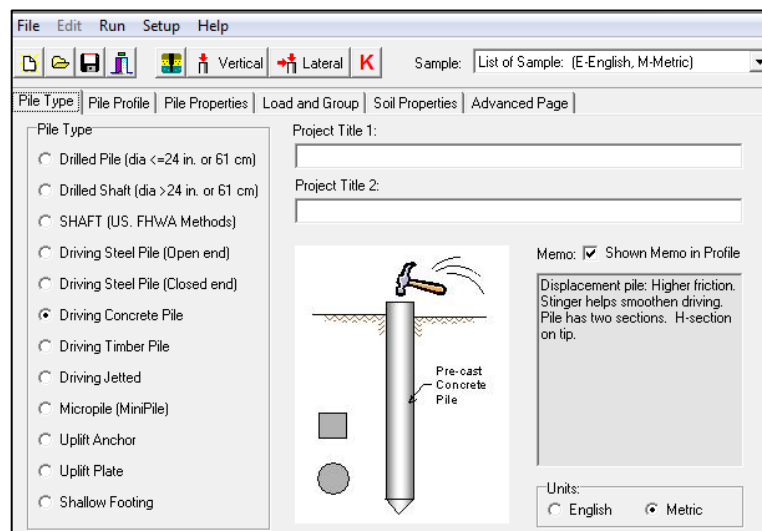 File Edit Run Setup Help
Vertical Lateral K Sample: List of Sample: (E-English, M-Metric)
Pile Type Pile Profile Pile Properties Load and Group Soil Properties Advanced Page
Pile Type
Drilled Pile (dia <=24 in. or 61 cm)
Drilled Shaft (dia >24 in. or 61 cm)
SHAFT (US. FHWA Methods)
Driving Steel Pile (Open end)
Driving Steel Pile (Closed end)
Driving Concrete Pile
Driving Timber Pile
Driving Jetted
Micropile (MiniPile)
Uplift Anchor
Uplift Plate
Shallow Footing
Project Title 1:
Project Title 2:
Pre-cast
Concrete
Pile
Memo: Shown Memo in Profile
Displacement pile: Higher friction.
Stinger helps smoothen driving.
Pile has two sections. H-section
on tip.
Units:
English Metric